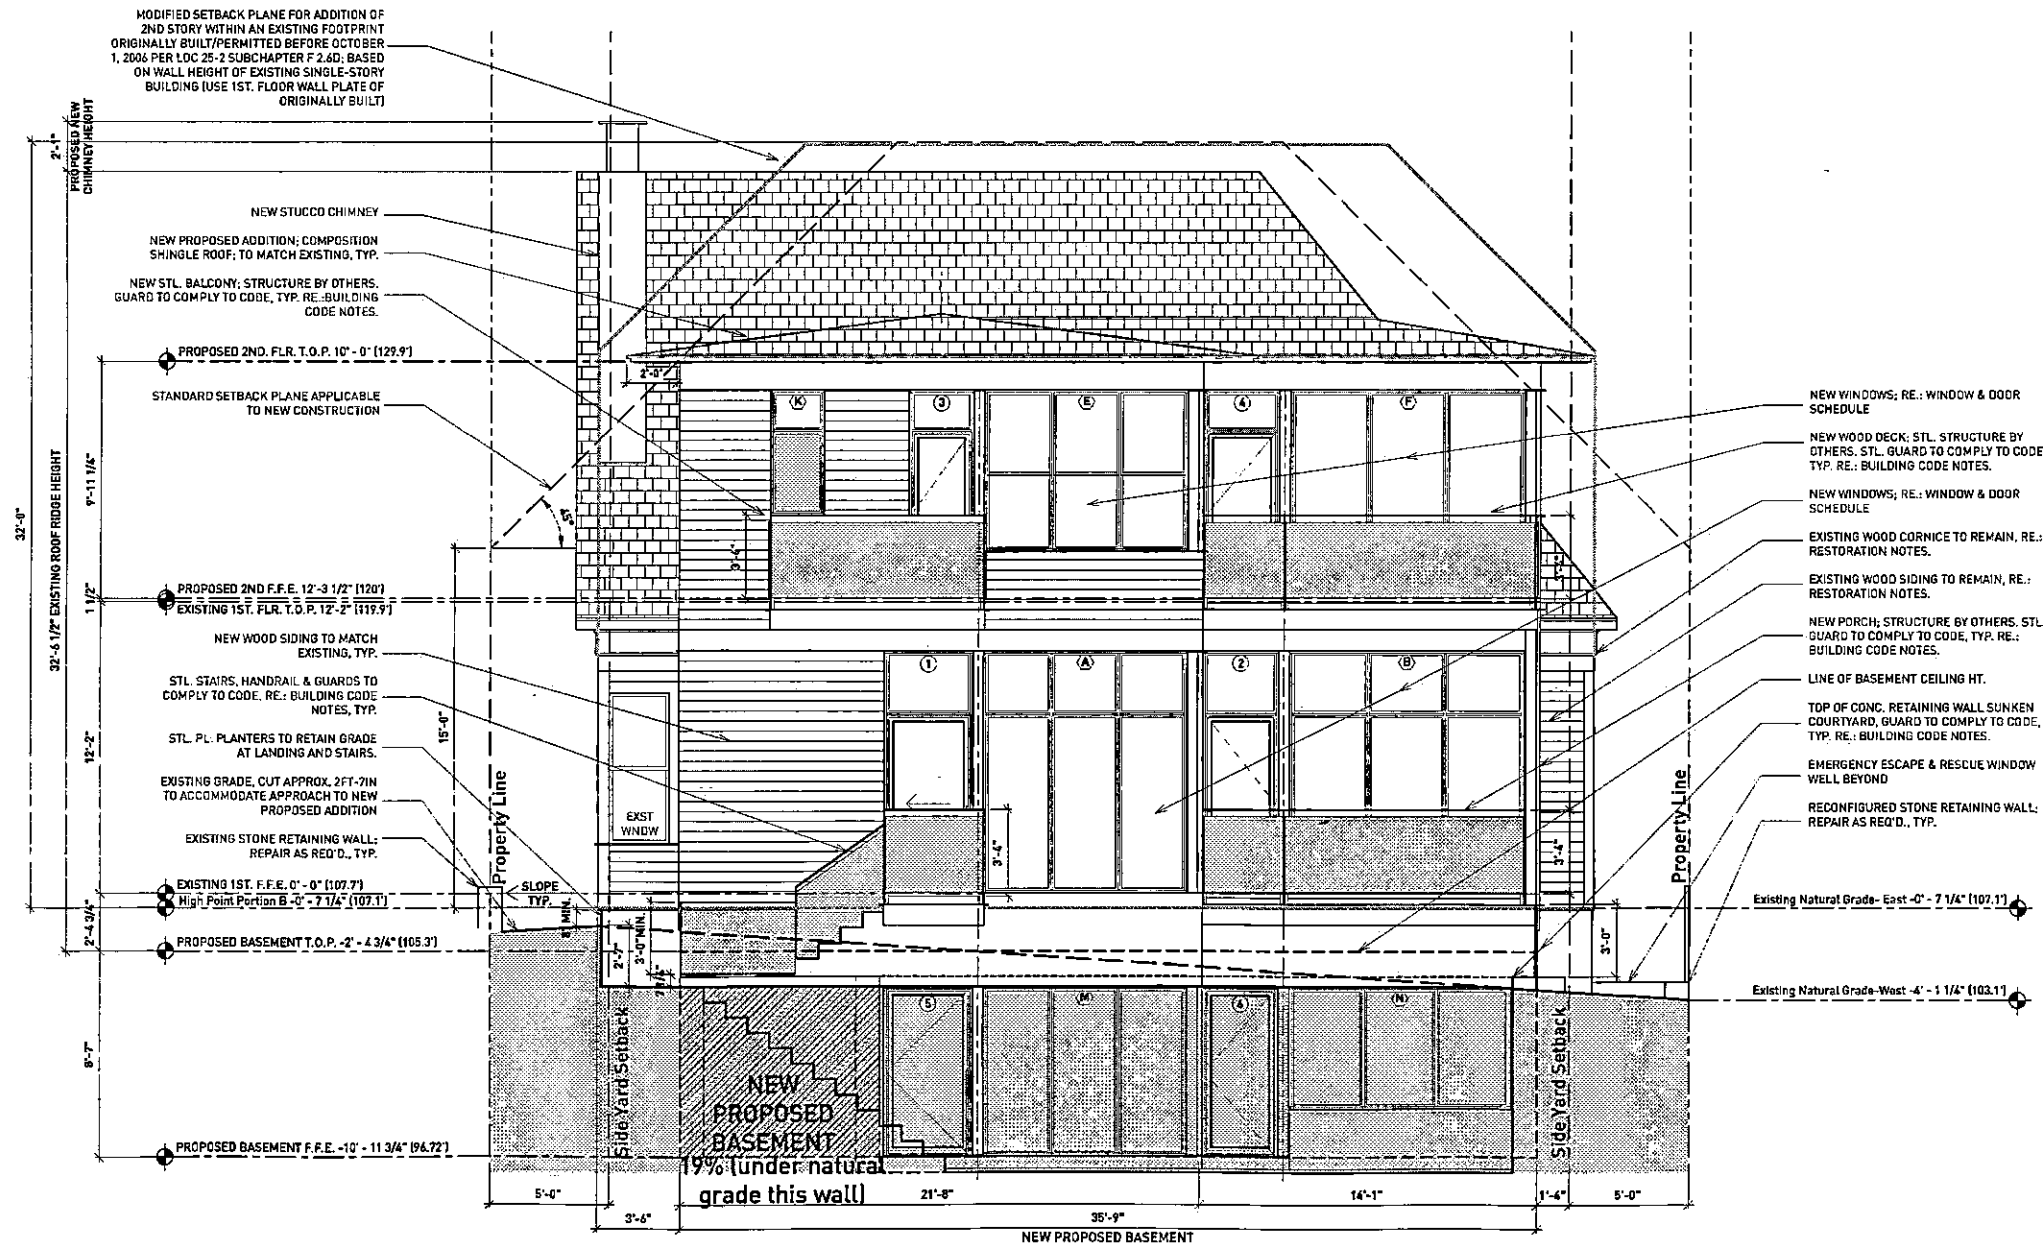 MODIFIED SETBACK PLANE FOR ADDITION OF
2ND STORY WITHIN AN EXISTING FOOTPRINT
ORIGINALLY BUILT/PERMITTED BEFORE OCTOBER
1, 2006 PER LOC 25-2 SUBCHAPTER F 2.6D; BASED
ON WALL HEIGHT OF EXISTING SINGLE-STORY
BUILDING (USE 1ST. FLOOR WALL PLATE OF
ORIGINALLY BUILT)
PROPOSED NEW
CHIMNEY HEIGHT
2'-1"
NEW STUCCO CHIMNEY
NEW PROPOSED ADDITION; COMPOSITION
SHINGLE ROOF; TO MATCH EXISTING, TYP.
NEW STL. BALCONY; STRUCTURE BY OTHERS.
GUARD TO COMPLY TO CODE, TYP. RE.:BUILDING
CODE NOTES.
PROPOSED 2ND. FLR. T.O.P. 10' - 0" (129.9')
2'-0"
STANDARD SETBACK PLANE APPLICABLE
TO NEW CONSTRUCTION
K
3
E
4
F
NEW WINDOWS; RE.: WINDOW & DOOR
SCHEDULE
NEW WOOD DECK; STL. STRUCTURE BY
OTHERS. STL. GUARD TO COMPLY TO CODE
TYP. RE.: BUILDING CODE NOTES.
NEW WINDOWS; RE.: WINDOW & DOOR
SCHEDULE
EXISTING WOOD CORNICE TO REMAIN, RE.:
RESTORATION NOTES.
EXISTING WOOD SIDING TO REMAIN, RE.:
RESTORATION NOTES.
NEW PORCH; STRUCTURE BY OTHERS. STL.
GUARD TO COMPLY TO CODE, TYP. RE.:
BUILDING CODE NOTES.
LINE OF BASEMENT CEILING HT.
TOP OF CONC. RETAINING WALL SUNKEN
COURTYARD, GUARD TO COMPLY TO CODE,
TYP. RE.: BUILDING CODE NOTES.
EMERGENCY ESCAPE & RESCUE WINDOW
WELL BEYOND
RECONFIGURED STONE RETAINING WALL;
REPAIR AS REQ'D., TYP.
32'-0"
32'-6 1/2" EXISTING ROOF RIDGE HEIGHT
9'-11 1/4"
45°
3'-4"
PROPOSED 2ND F.F.E. 12'-3 1/2" (120')
EXISTING 1ST. FLR. T.O.P. 12'-2" (119.9')
1 1/2"
NEW WOOD SIDING TO MATCH
EXISTING, TYP.
STL. STAIRS, HANDRAIL & GUARDS TO
COMPLY TO CODE, RE.: BUILDING CODE
NOTES, TYP.
STL. PL. PLANTERS TO RETAIN GRADE
AT LANDING AND STAIRS.
EXISTING GRADE, CUT APPROX. 2FT-7IN
TO ACCOMMODATE APPROACH TO NEW
PROPOSED ADDITION
EXISTING STONE RETAINING WALL;
REPAIR AS REQ'D., TYP.
12'-2"
15'-0"
Property Line
EXST
WNDW
1
A
2
B
3'-4"
3'-4"
Property Line
EXISTING 1ST. F.F.E. 0' - 0" (107.7')
High Point Portion B -0' - 7 1/4" (107.1')
SLOPE
TYP.
Existing Natural Grade- East -0' - 7 1/4" (107.1')
2'-4 3/4"
PROPOSED BASEMENT T.O.P. -2' - 4 3/4" (105.3')
8" MIN.
2'-7"
3'-0" MIN.
7 3/4"
3'-0"
Existing Natural Grade-West -4' - 1 1/4" (103.1')
8'-7"
Side Yard Setback
5
M
4
N
NEW
PROPOSED
BASEMENT
19% (under natural
grade this wall)
Side Yard Setback
PROPOSED BASEMENT F.F.E. -10' - 11 3/4" (96.72')
5'-0"
21'-8"
14'-1"
1'-4"
5'-0"
3'-6"
35'-9"
NEW PROPOSED BASEMENT